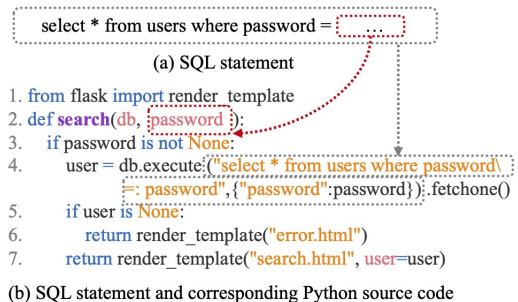 select * from users where password = ...
(a) SQL statement
1. from flask import render_template
2. def search(db, password ):
3. if password is not None:
4. user = db.execute("select * from users where password\
=: password",{"password":password}) .fetchone()
5. if user is None:
6. return render_template("error.html")
7. return render_template("search.html", user=user)
(b) SQL statement and corresponding Python source code